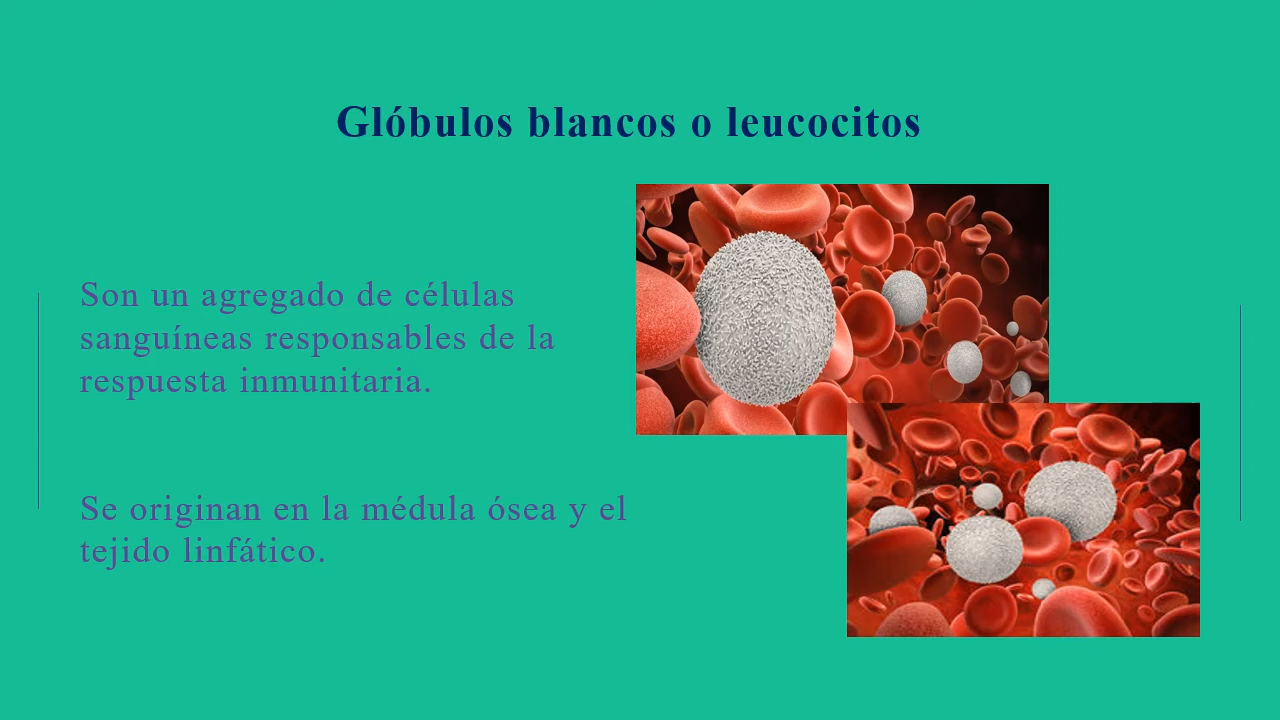 Glóbulos blancos o leucocitos
Son un agregado de células
sanguíneas responsables de la
respuesta inmunitaria.
Se originan en la médula ósea y el
tejido linfático.